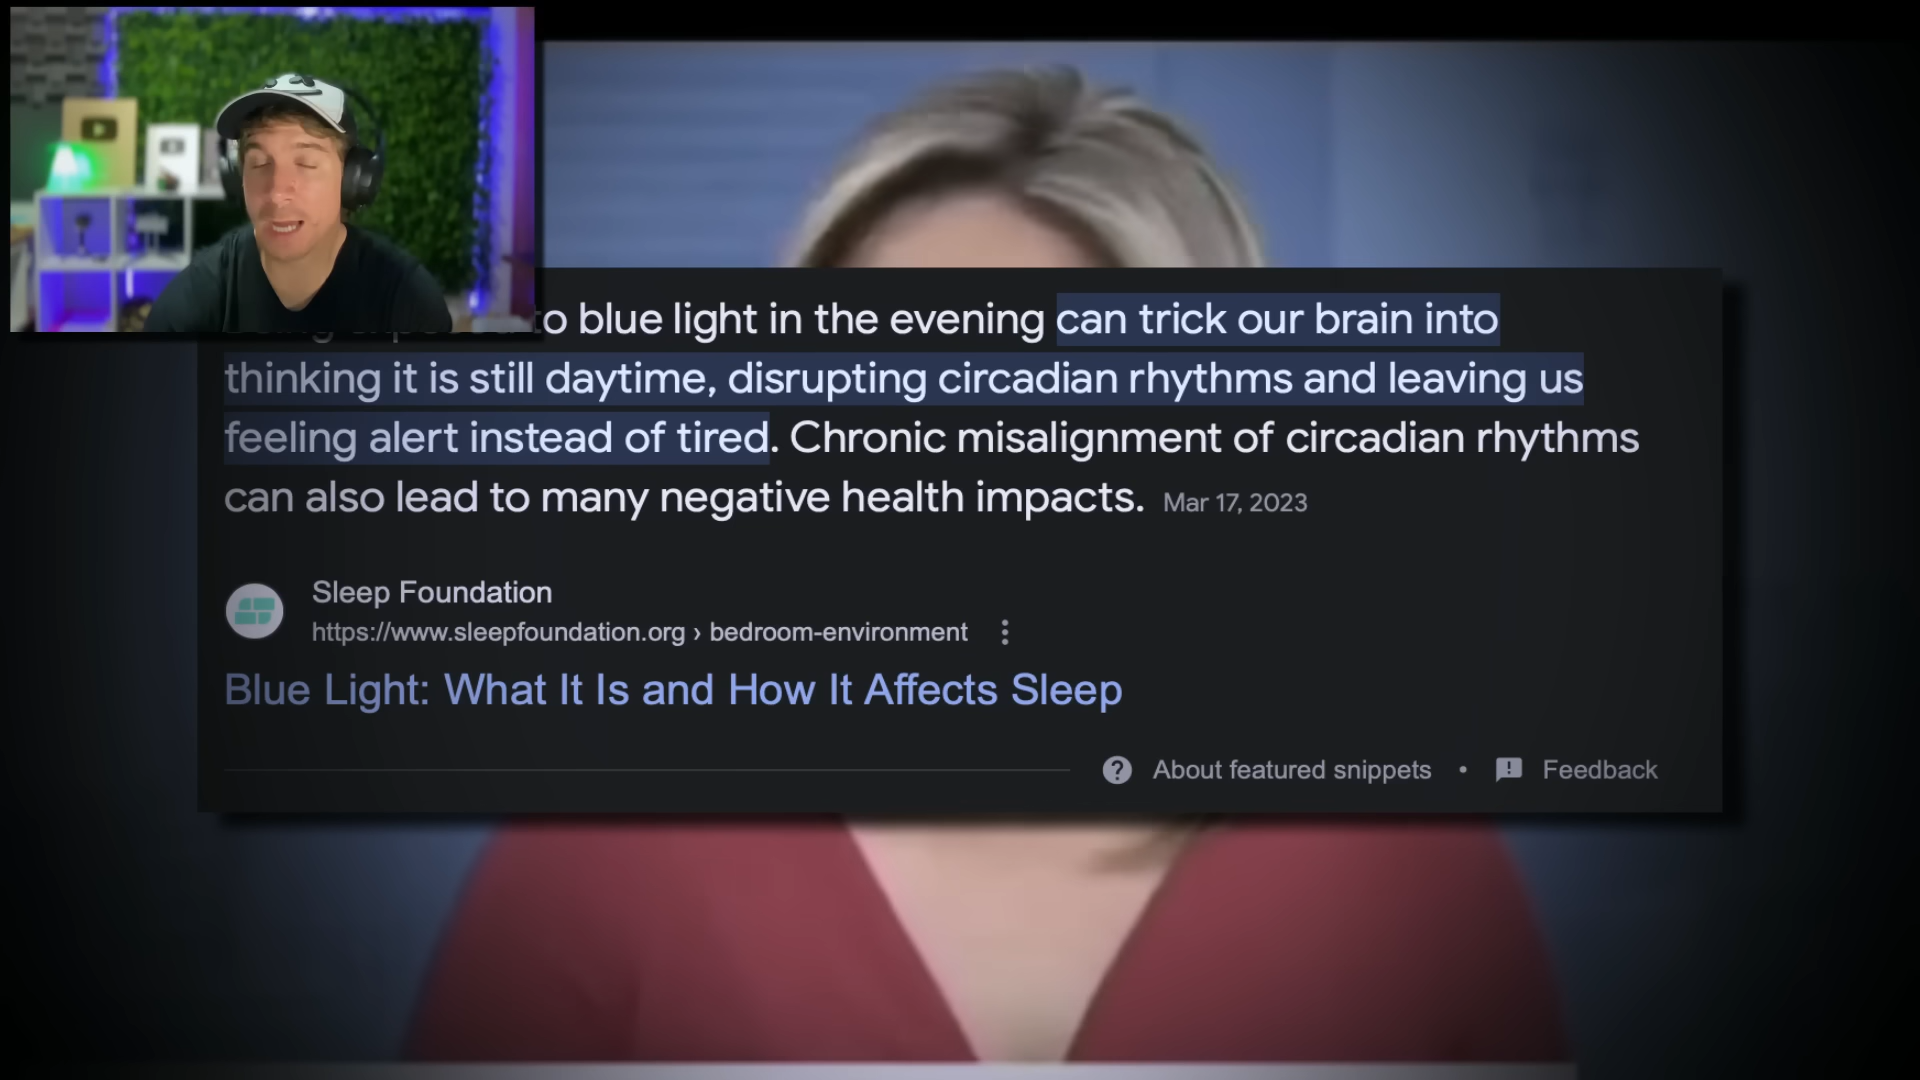 to blue light in the evening can trick our brain into
thinking it is still daytime, disrupting circadian rhythms and leaving us
feeling alert instead of tired. Chronic misalignment of circadian rhythms
can also lead to many negative health impacts. Mar 17, 2023
Sleep Foundation
https://www.sleepfoundation.org › bedroom-environment
Blue Light: What It Is and How It Affects Sleep
About featured snippets • Feedback